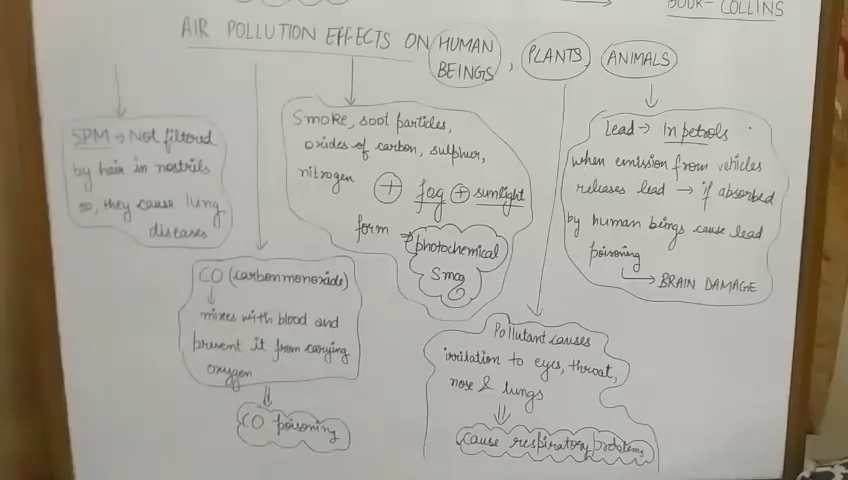 BOOK - COLLINS
AIR POLLUTION EFFECTS ON HUMAN BEINGS, PLANTS, ANIMALS
SPM → Not filtered
by hair in nostrils
so, they cause lung
diseases
Smoke, soot particles,
oxides of carbon, sulphur,
nitrogen
+ fog + sunlight
form → photochemical
Smog
Lead → In petrols
when emission from vehicles
releases lead → if absorbed
by human beings cause lead
poisoning
→ BRAIN DAMAGE
CO (carbon monoxide)
mixes with blood and
prevent it from carrying
oxygen
CO poisoning
Pollutant causes
irritation to eyes, throat,
nose & lungs
cause respiratory problems